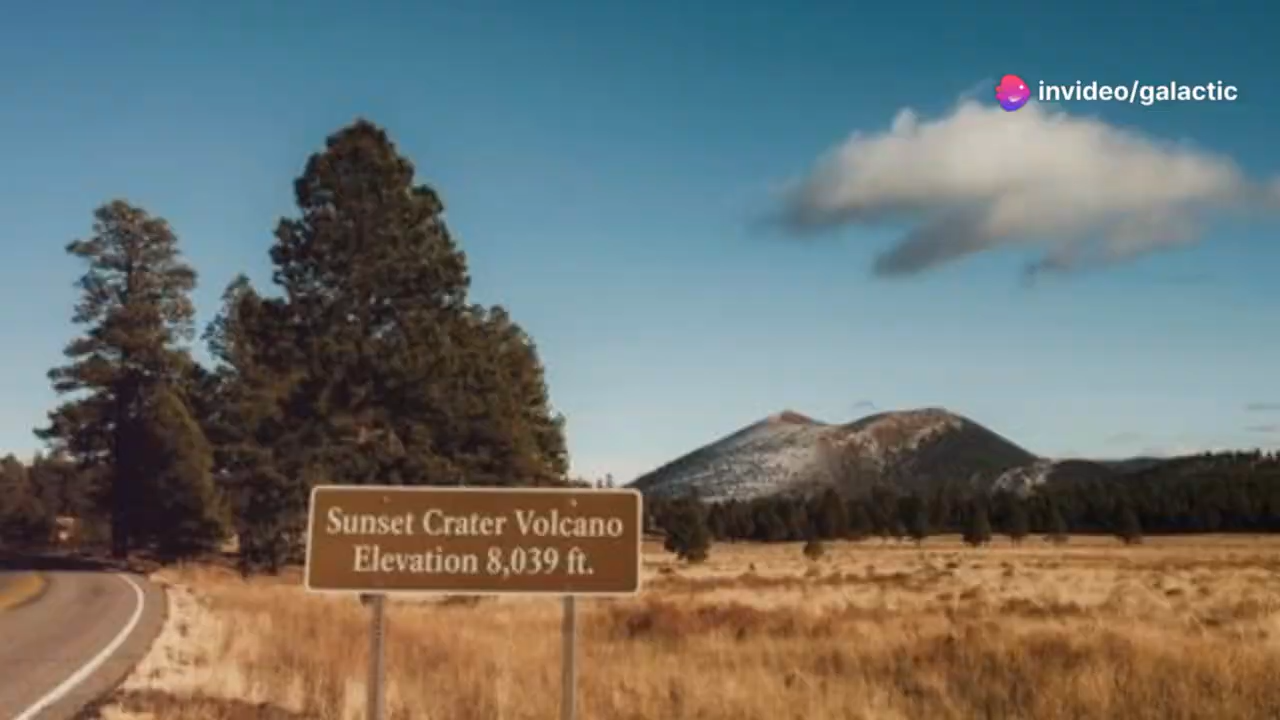 invideo/galactic
Sunset Crater Volcano
Elevation 8,039 ft.